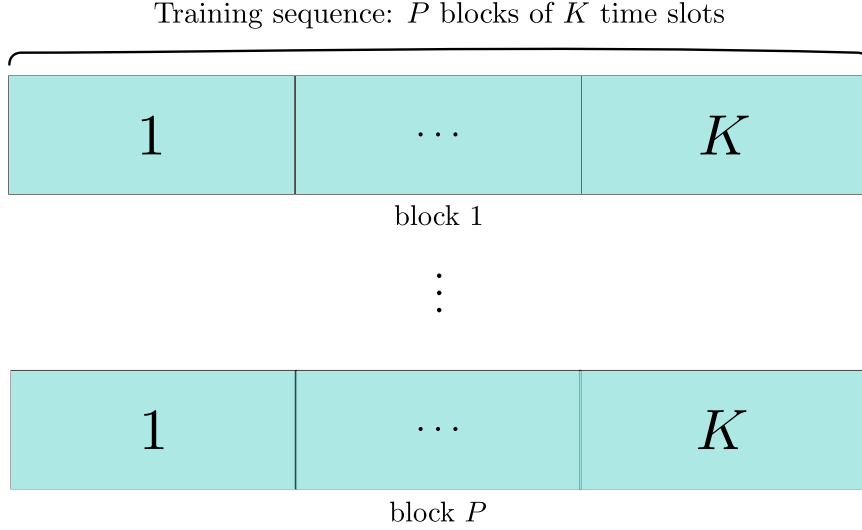 Training sequence: P blocks of K time slots
1 ⋯ K
block 1
⋮
1 ⋯ K
block P